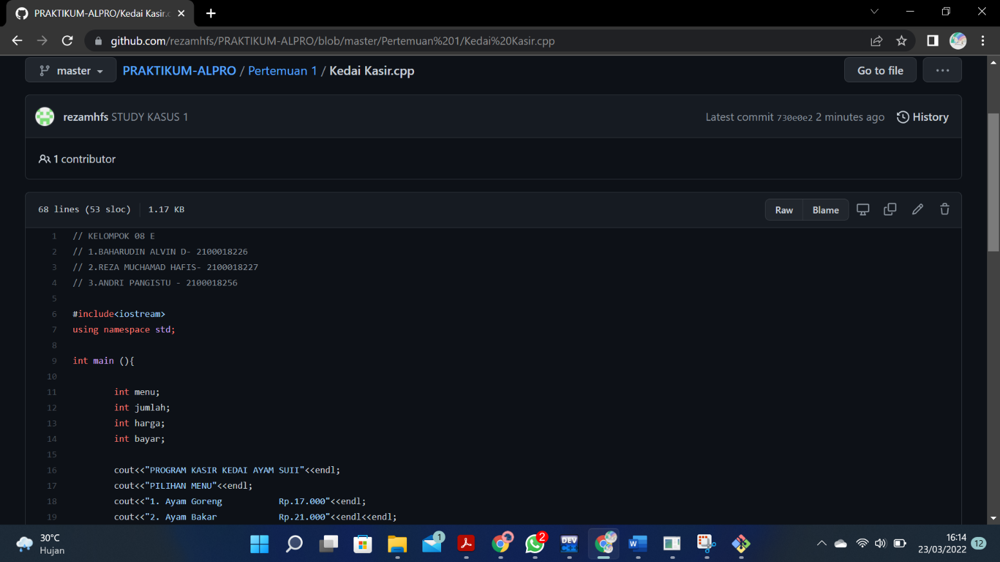 PRAKTIKUM-ALPRO/Kedai Kasir.c
github.com/rezamhfs/PRAKTIKUM-ALPRO/blob/master/Pertemuan%201/Kedai%20Kasir.cpp
master PRAKTIKUM-ALPRO / Pertemuan 1 / Kedai Kasir.cpp Go to file ...
rezamhfs STUDY KASUS 1 Latest commit 730e0e2 2 minutes ago History
1 contributor
68 lines (53 sloc) 1.17 KB Raw Blame
1 // KELOMPOK 08 E
2 // 1.BAHARUDIN ALVIN D- 2100018226
3 // 2.REZA MUCHAMAD HAFIS- 2100018227
4 // 3.ANDRI PANGISTU - 2100018256
5
6 #include<iostream>
7 using namespace std;
8
9 int main (){
10
11 int menu;
12 int jumlah;
13 int harga;
14 int bayar;
15
16 cout<<"PROGRAM KASIR KEDAI AYAM SUII"<<endl;
17 cout<<"PILIHAN MENU"<<endl;
18 cout<<"1. Ayam Goreng Rp.17.000"<<endl;
19 cout<<"2. Ayam Bakar Rp.21.000"<<endl<<endl;
30°C
Hujan
1
2
DEV
C++
W
16:14
23/03/2022
12